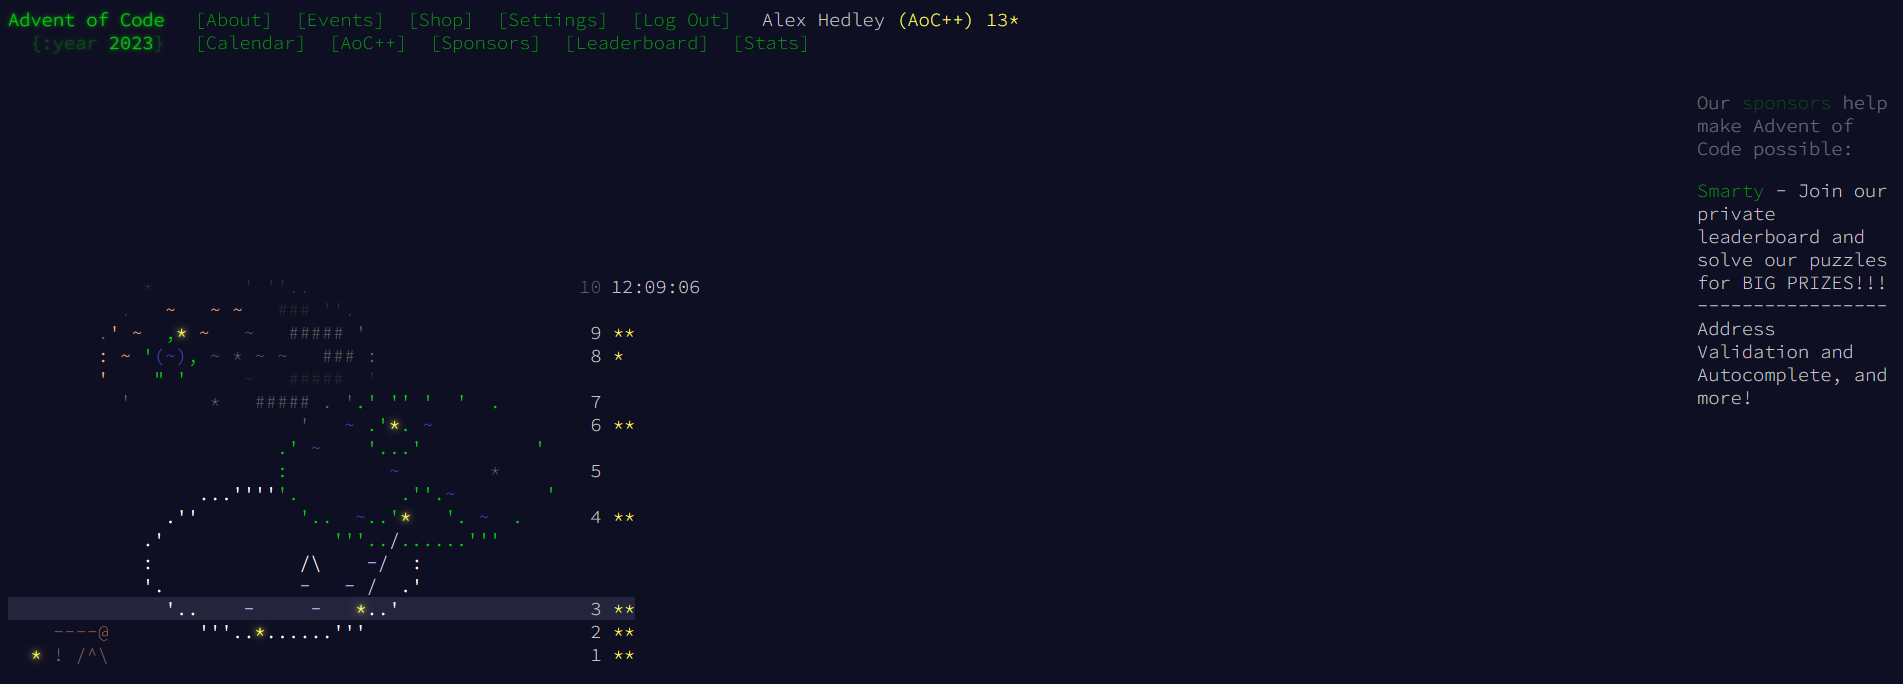 Advent of Code [About] [Events] [Shop] [Settings] [Log Out] Alex Hedley (AoC++) 13*
{:year 2023} [Calendar] [AoC++] [Sponsors] [Leaderboard] [Stats]
* ' ''.. 10 12:09:06
. ~ ~ ~ ### ''.
.' ~ ,* ~ ~ ##### ' 9 **
: ~ '(~), ~ * ~ ~ ### : 8 *
' " ' ~ ##### '
' * ##### . '.' '' ' ' . 7
' ~ .'*. ~ 6 **
.' ~ '...' '
: ~ * 5
...'''''. .''.~ '
.'' '.. ~..'* '. ~ . 4 **
.' '''../......'''
: /\ -/ :
'. - - / .'
'.. - - *..' 3 **
----@ '''..*......''' 2 **
* ! /^\ 1 **
Our sponsors help
make Advent of
Code possible:
Smarty - Join our
private
leaderboard and
solve our puzzles
for BIG PRIZES!!!
-----------------
Address
Validation and
Autocomplete, and
more!